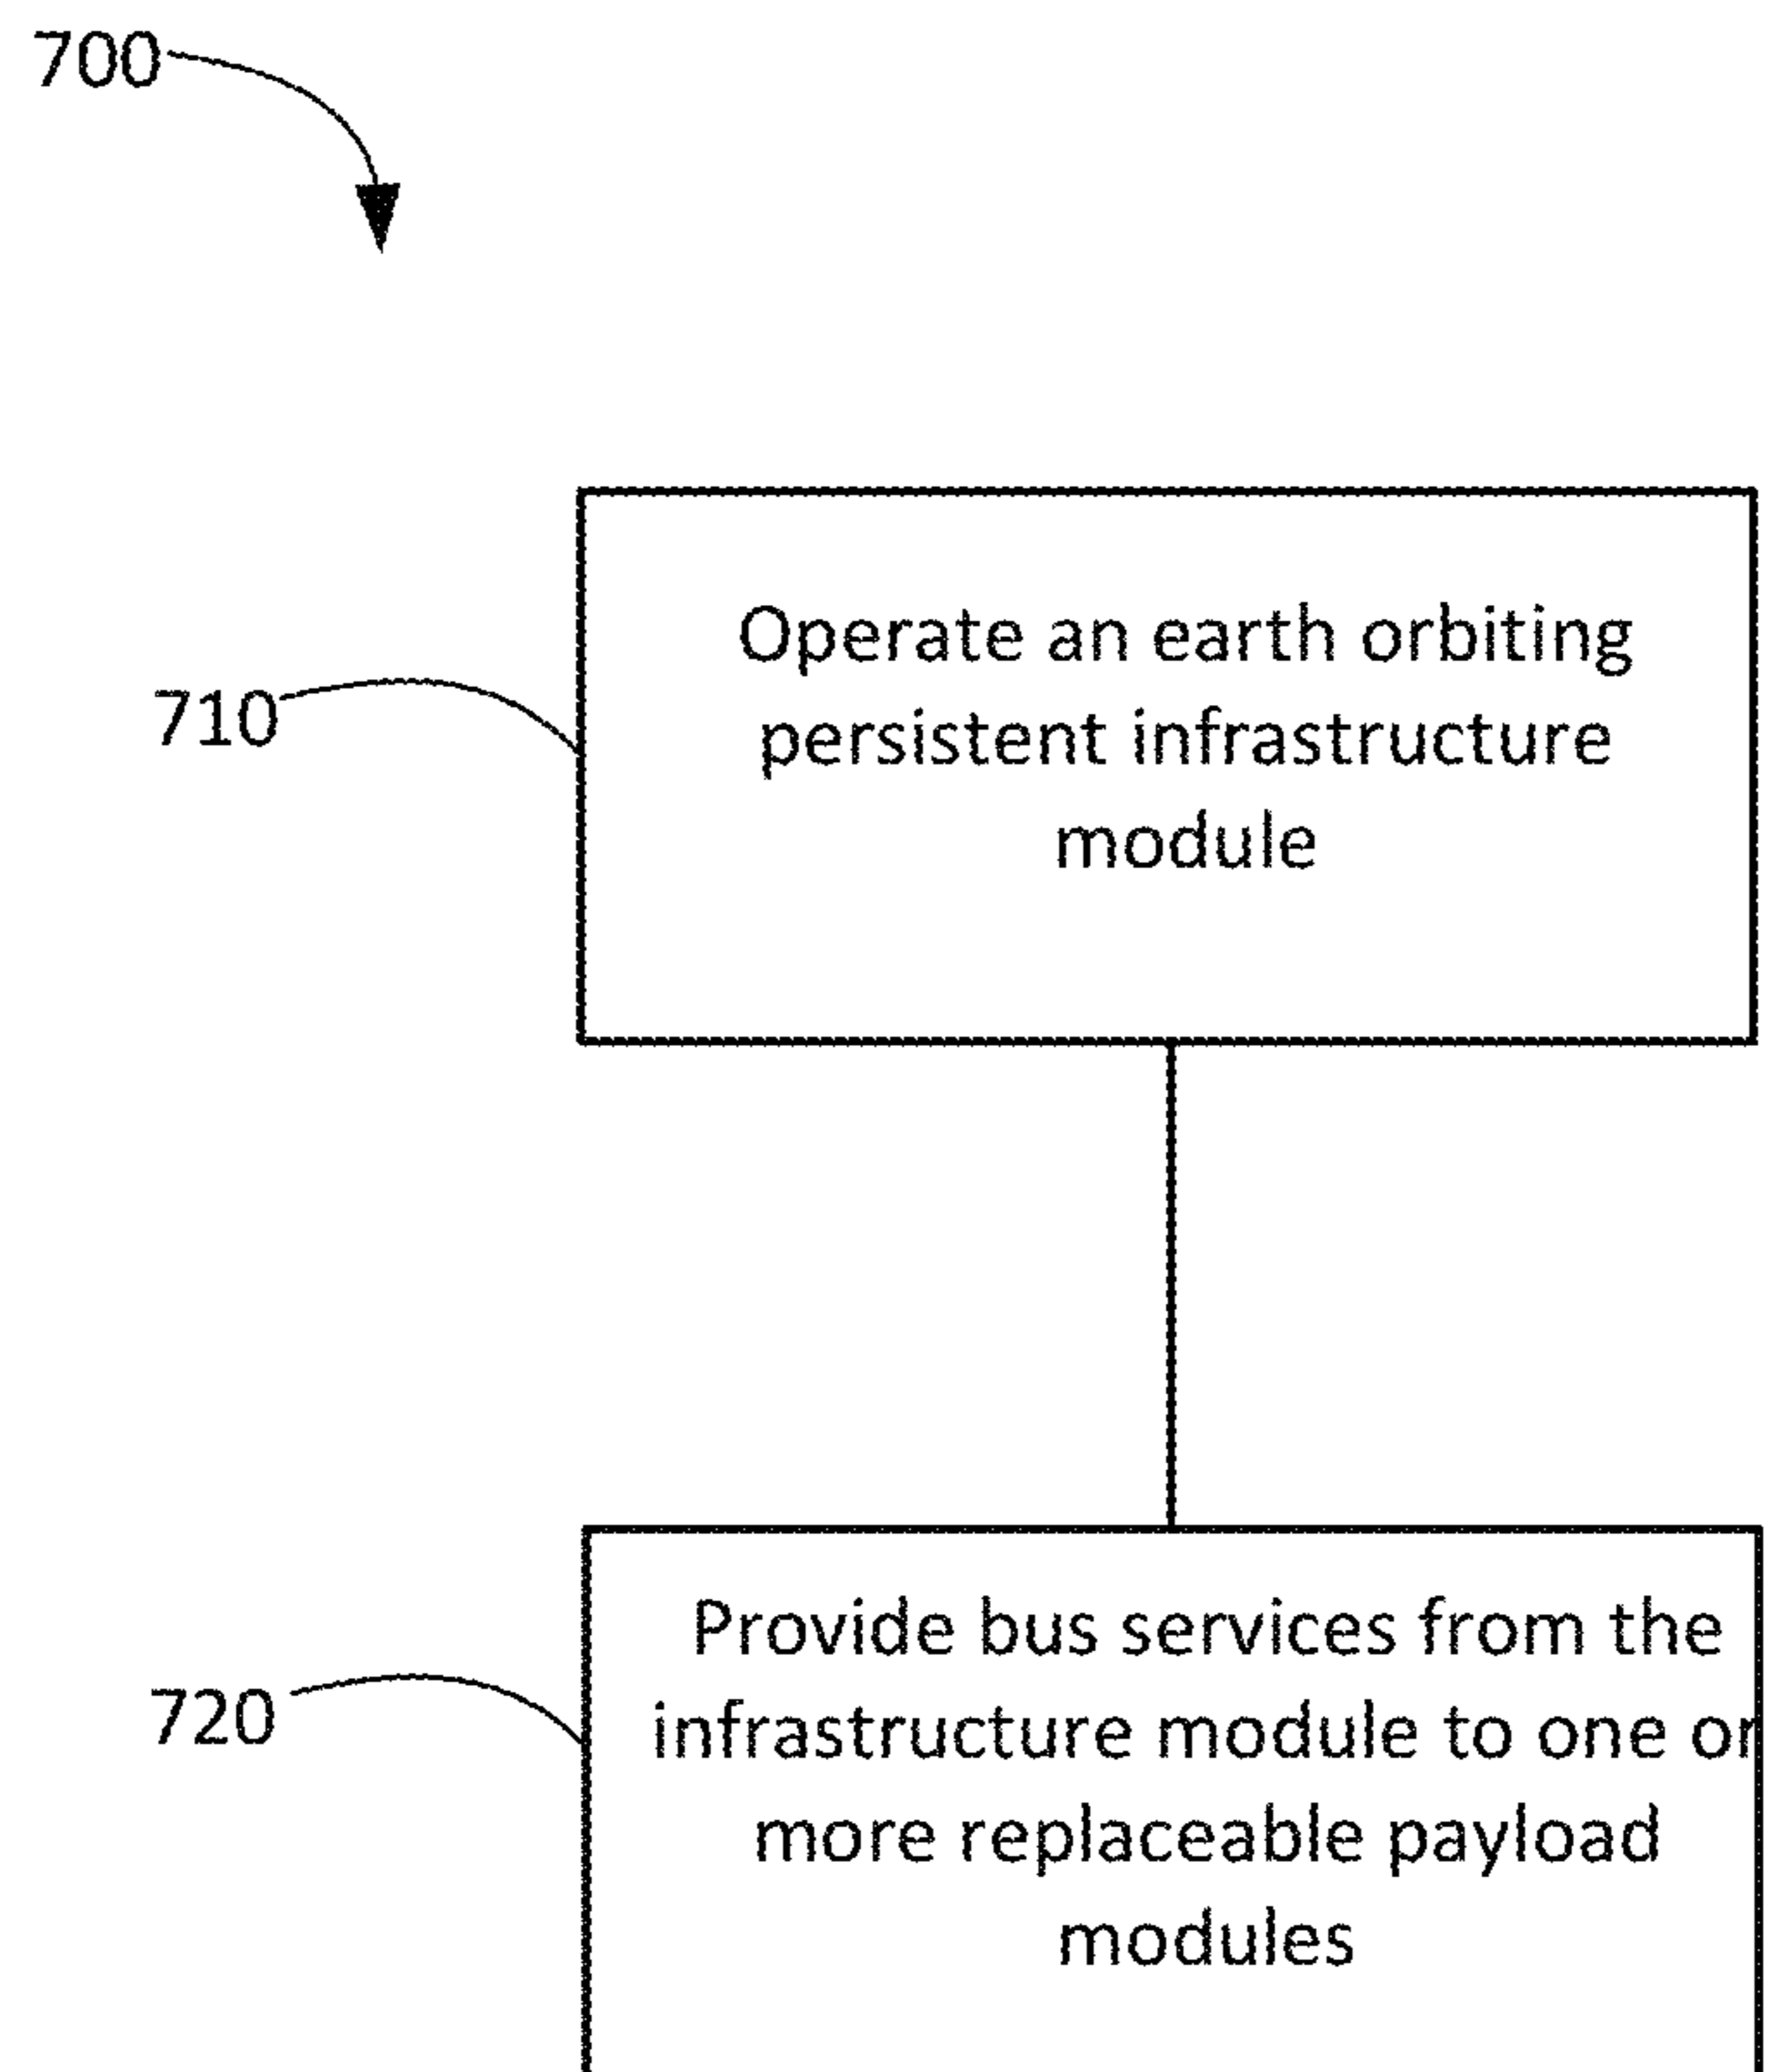 700
710
Operate an earth orbiting
persistent infrastructure
module
720
Provide bus services from the
infrastructure module to one or
more replaceable payload
modules